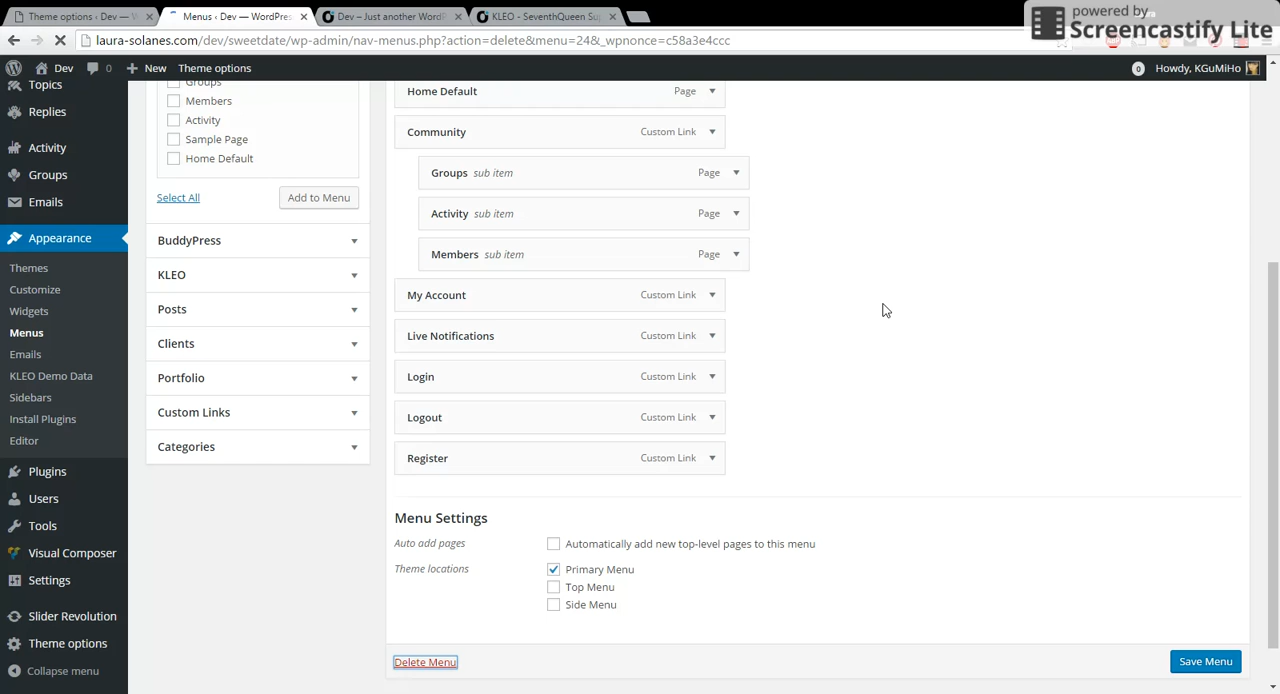 Theme options ‹ Dev — W
Menus ‹ Dev — WordPres
Dev – Just another WordP
KLEO - SeventhQueen Su
powered by
Screencastify Lite
laura-solanes.com/dev/sweetdate/wp-admin/nav-menus.php?action=delete&menu=24&_wpnonce=c58a3e4ccc
Dev 0 New Theme options 0 Howdy, KGuMiHo
Topics
Replies
Activity
Groups
Emails
Appearance
Themes
Customize
Widgets
Menus
Emails
KLEO Demo Data
Sidebars
Install Plugins
Editor
Plugins
Users
Tools
Visual Composer
Settings
Slider Revolution
Theme options
Collapse menu
Groups
Members
Activity
Sample Page
Home Default
Select All Add to Menu
BuddyPress
KLEO
Posts
Clients
Portfolio
Custom Links
Categories
Home Default Page
Community Custom Link
Groups sub item Page
Activity sub item Page
Members sub item Page
My Account Custom Link
Live Notifications Custom Link
Login Custom Link
Logout Custom Link
Register Custom Link
Menu Settings
Auto add pages Automatically add new top-level pages to this menu
Theme locations Primary Menu
Top Menu
Side Menu
Delete Menu Save Menu